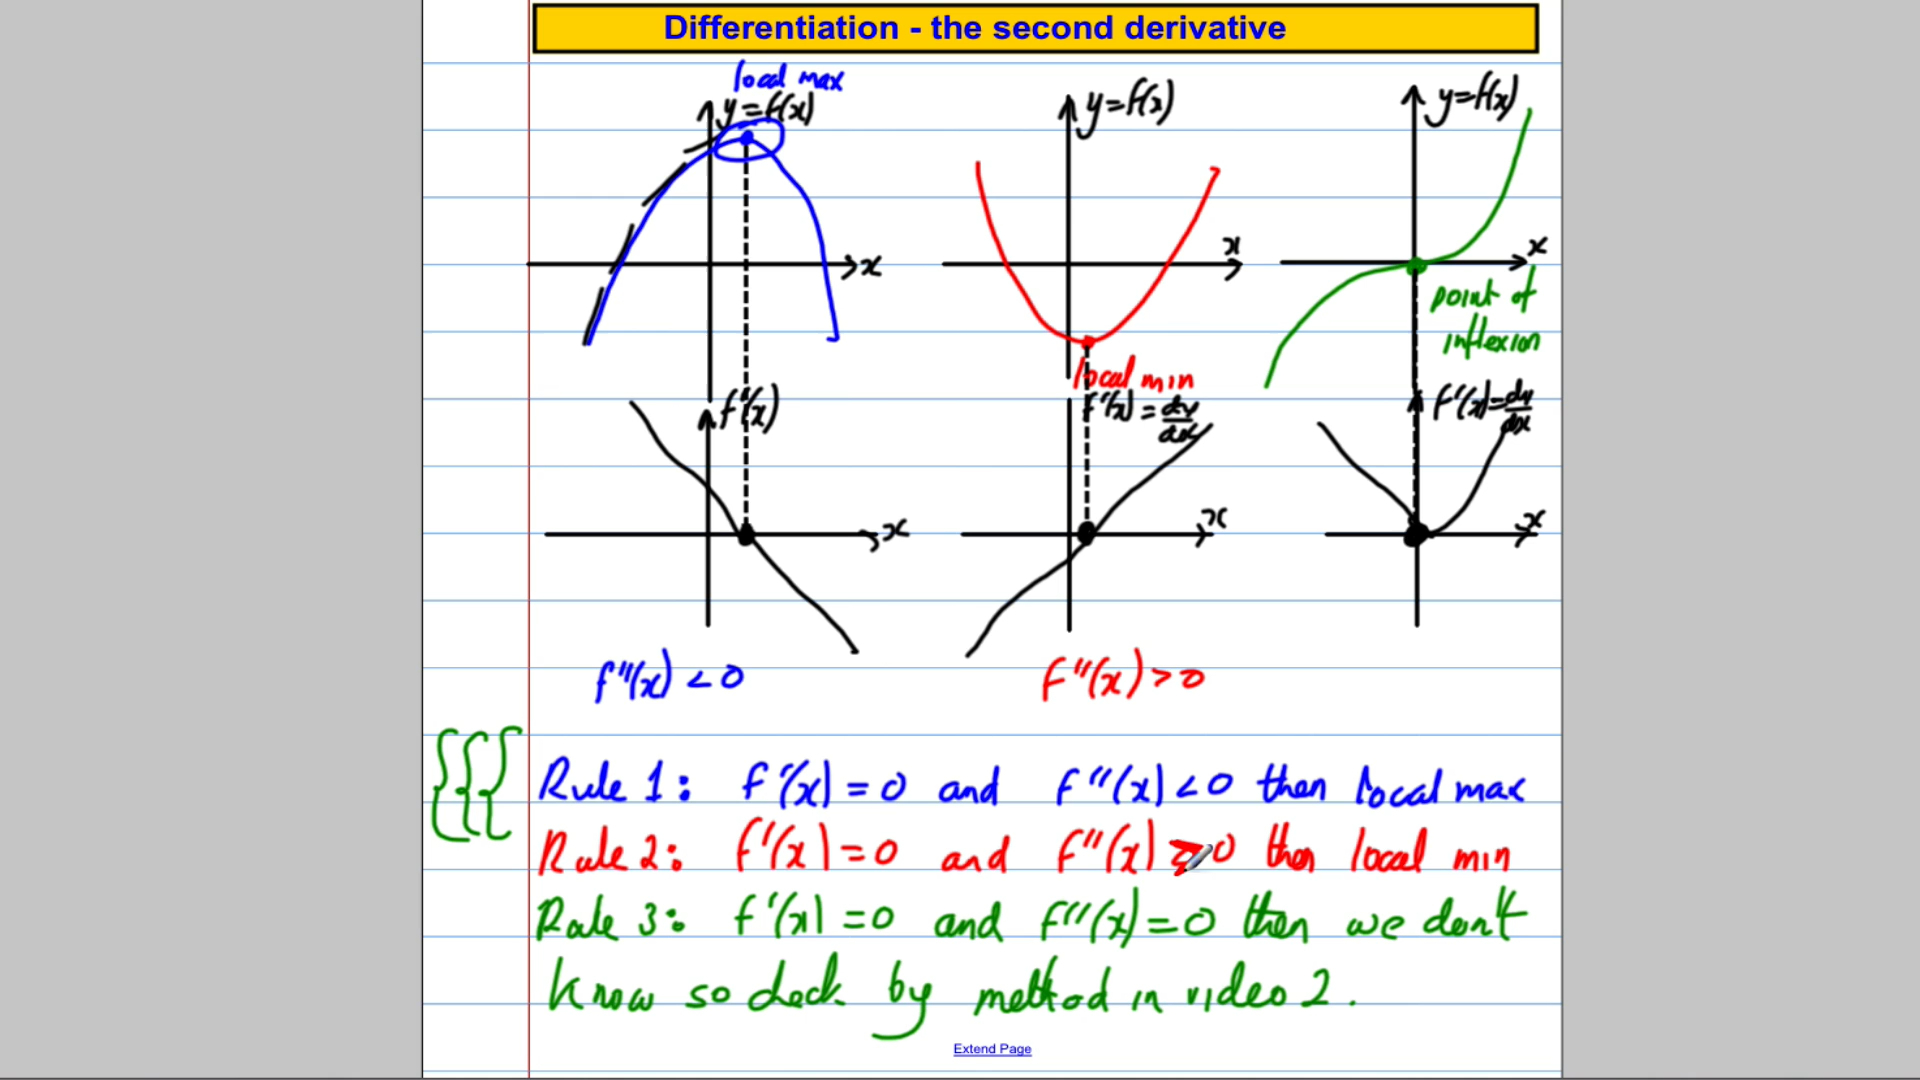 Differentiation - the second derivative
local max
y=f(x) y=f(x) y=f(x)
x x x
point of
inflexion
local min
f'(x) f'(x) = dy/dx f'(x)=dy/dx
x x x
f''(x) < 0 f''(x) > 0
Rule 1: f'(x) = 0 and f''(x) < 0 then local max
Rule 2: f'(x) = 0 and f''(x) > 0 then local min
Rule 3: f'(x) = 0 and f''(x) = 0 then we don't
know so check by method in video 2.
Extend Page